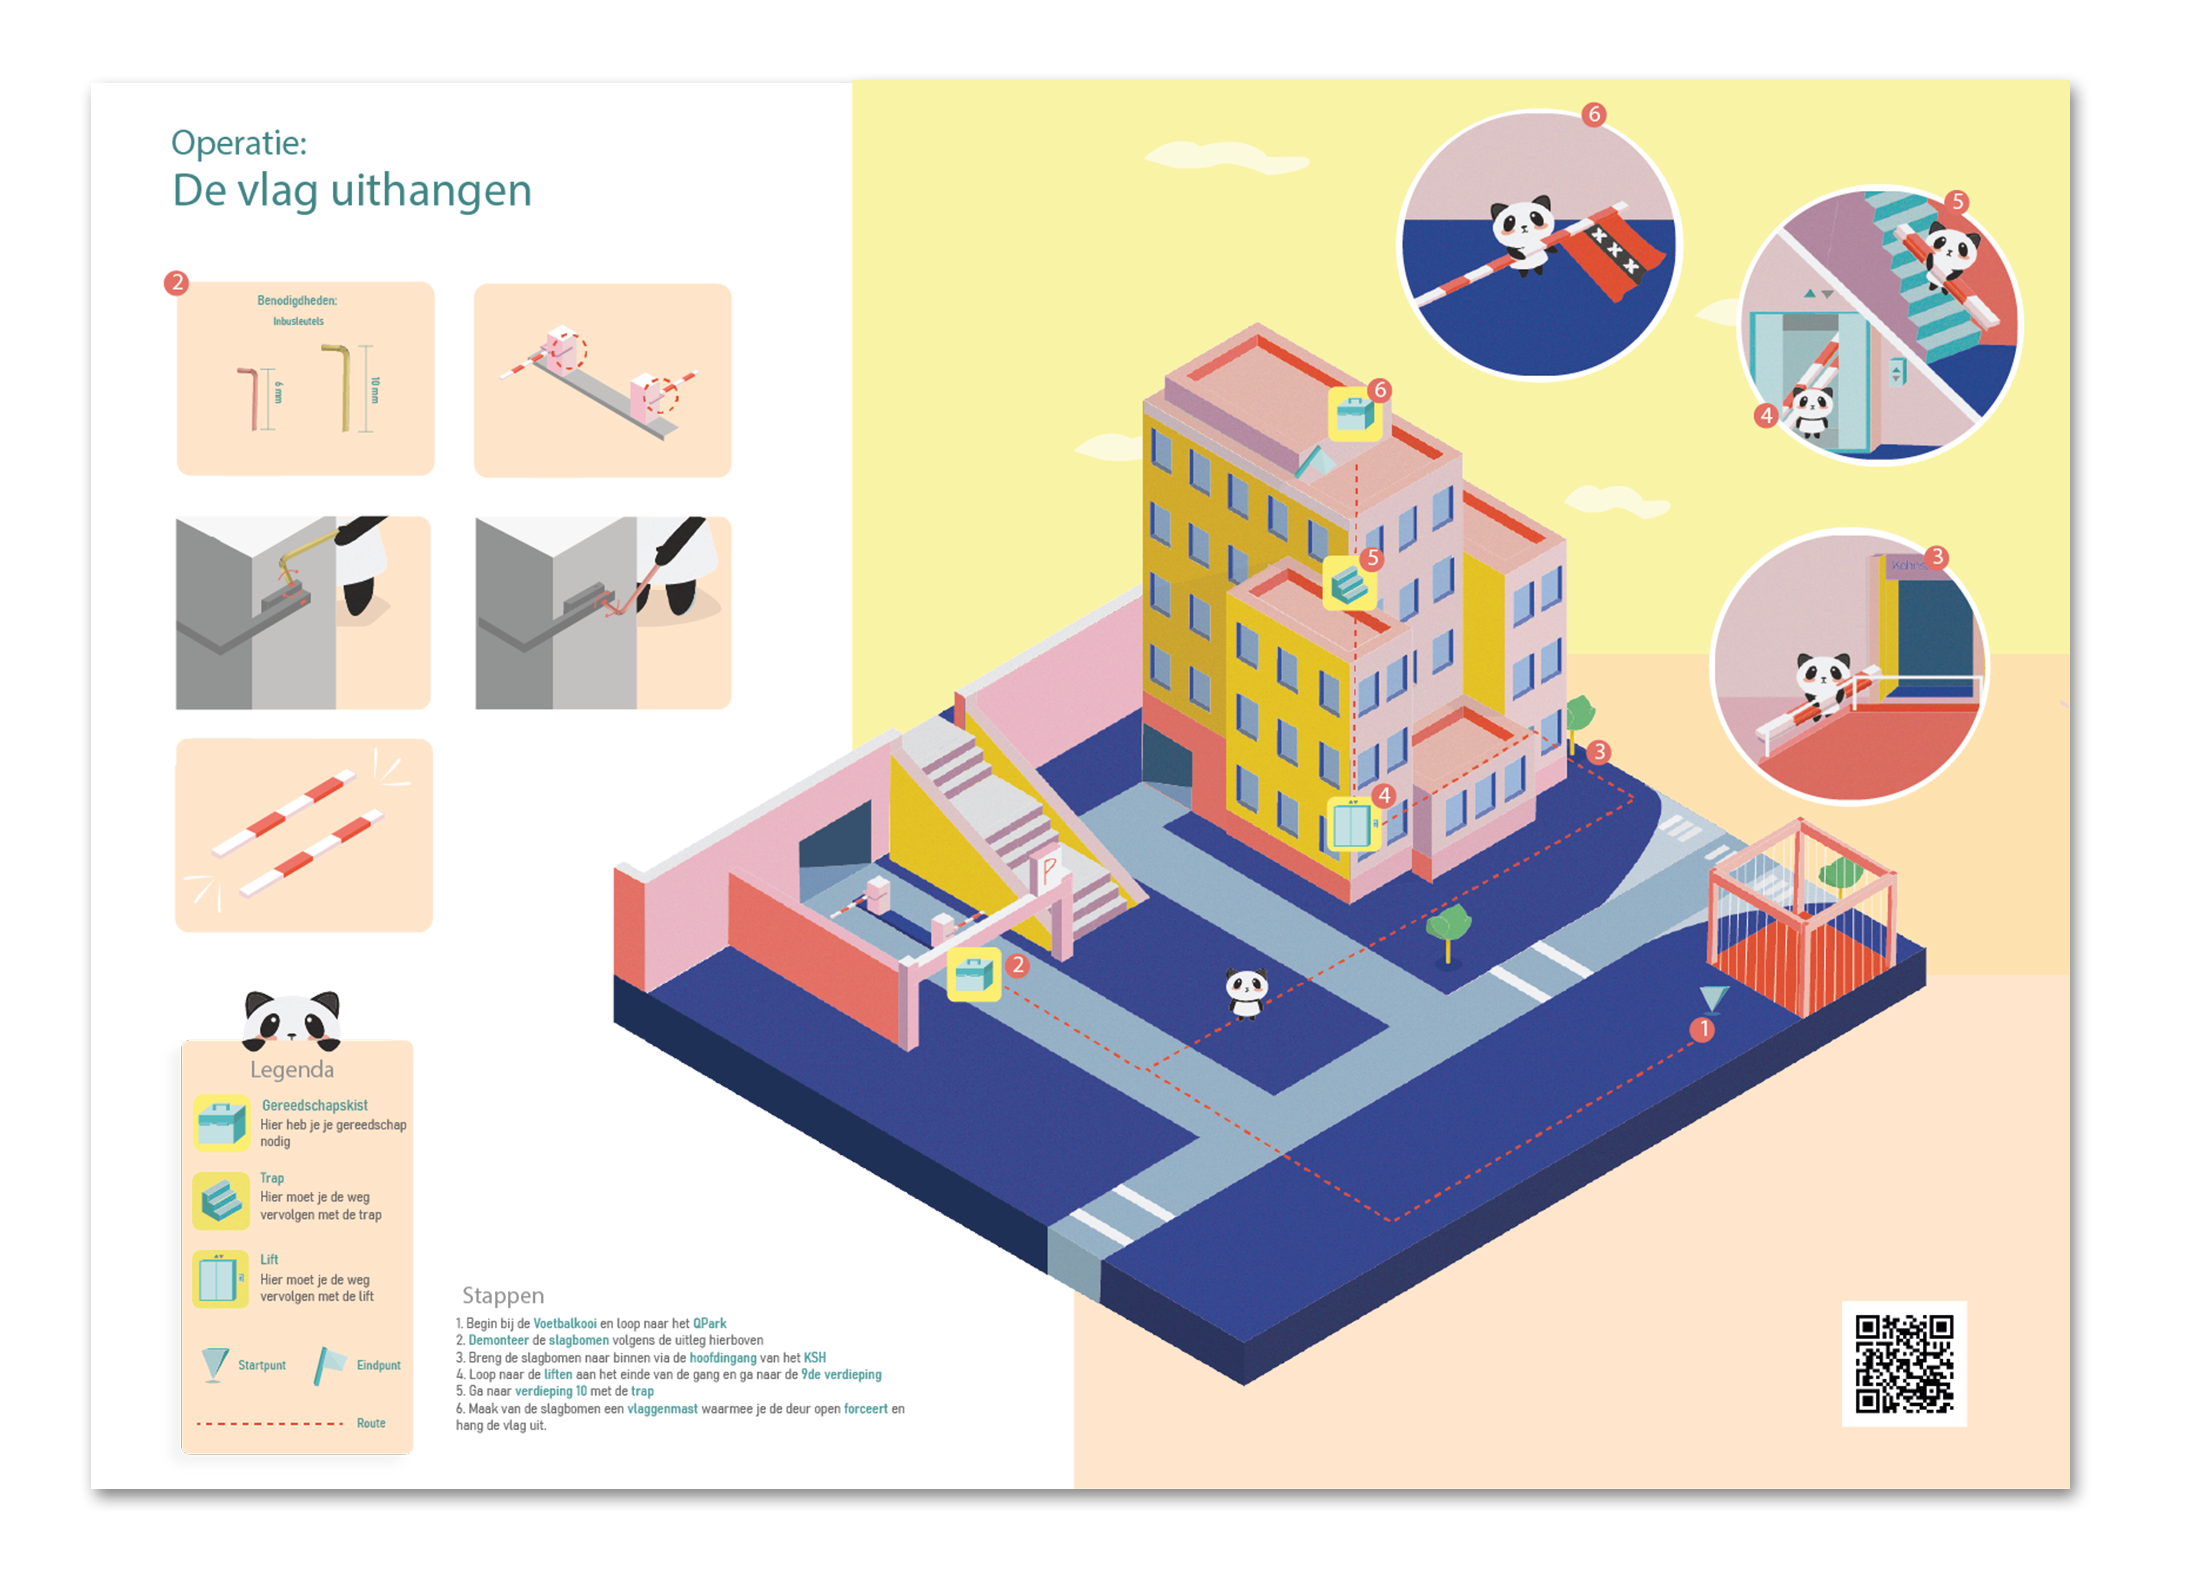 Operatie:
De vlag uithangen
2
Benodigdheden:
Inbusleutels
6 mm
10 mm
Legenda
Gereedschapskist
Hier heb je je gereedschap
nodig
Trap
Hier moet je de weg
vervolgen met de trap
Lift
Hier moet je de weg
vervolgen met de lift
Startpunt
Eindpunt
Route
Stappen
1. Begin bij de Voetbalkooi en loop naar het QPark
2. Demonteer de slagbomen volgens de uitleg hierboven
3. Breng de slagbomen naar binnen via de hoofdingang van het KSH
4. Loop naar de liften aan het einde van de gang en ga naar de 9de verdieping
5. Ga naar verdieping 10 met de trap
6. Maak van de slagbomen een vlaggenmast waarmee je de deur open forceert en
hang de vlag uit.
6
5
4
3
6
5
4
3
P
2
1